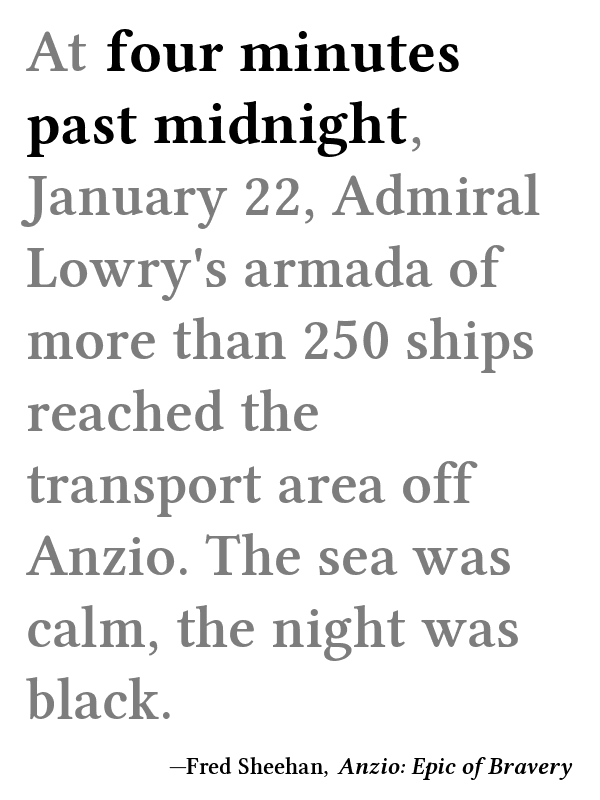 At four minutes
past midnight,
January 22, Admiral
Lowry's armada of
more than 250 ships
reached the
transport area off
Anzio. The sea was
calm, the night was
black.
—Fred Sheehan, Anzio: Epic of Bravery